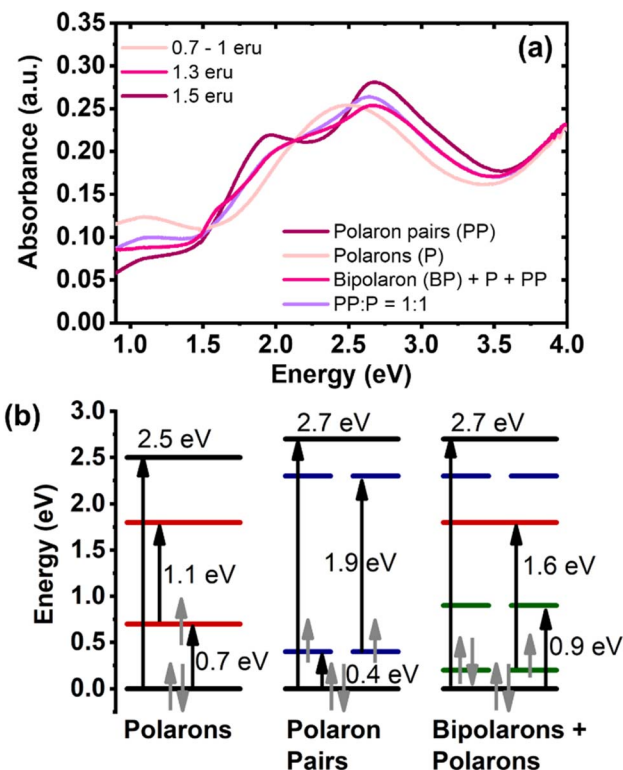 0.35
0.30
0.25
0.20
0.15
0.10
0.05
0.00
Absorbance (a.u.)
0.7 - 1 eru
1.3 eru
1.5 eru
(a)
Polaron pairs (PP)
Polarons (P)
Bipolaron (BP) + P + PP
PP:P = 1:1
1.0 1.5 2.0 2.5 3.0 3.5 4.0
Energy (eV)
(b)
3.0
2.5
2.0
1.5
1.0
0.5
0.0
Energy (eV)
2.5 eV
1.1 eV
0.7 eV
Polarons
2.7 eV
1.9eV
0.4 eV
Polaron
Pairs
2.7 eV
1.6 eV
0.9 eV
Bipolarons +
Polarons